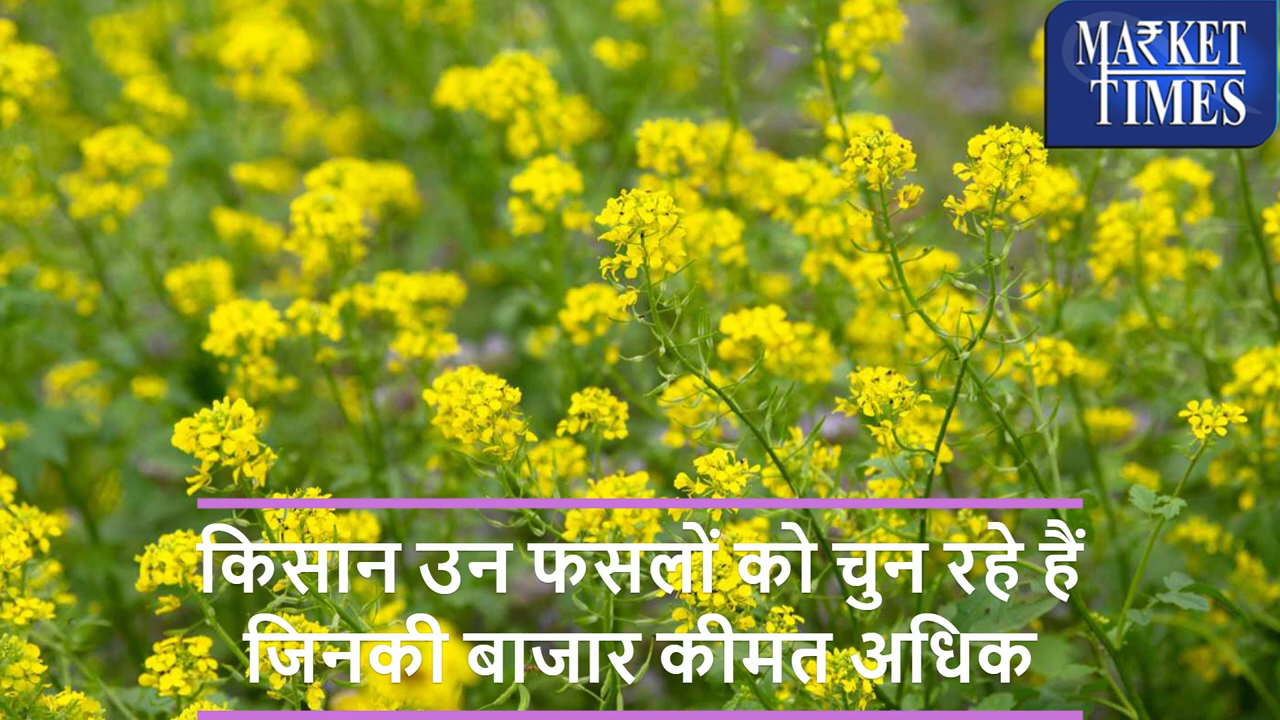 MA₹KET
TIMES
किसान उन फसलों को चुन रहे हैं
जिनकी बाजार कीमत अधिक